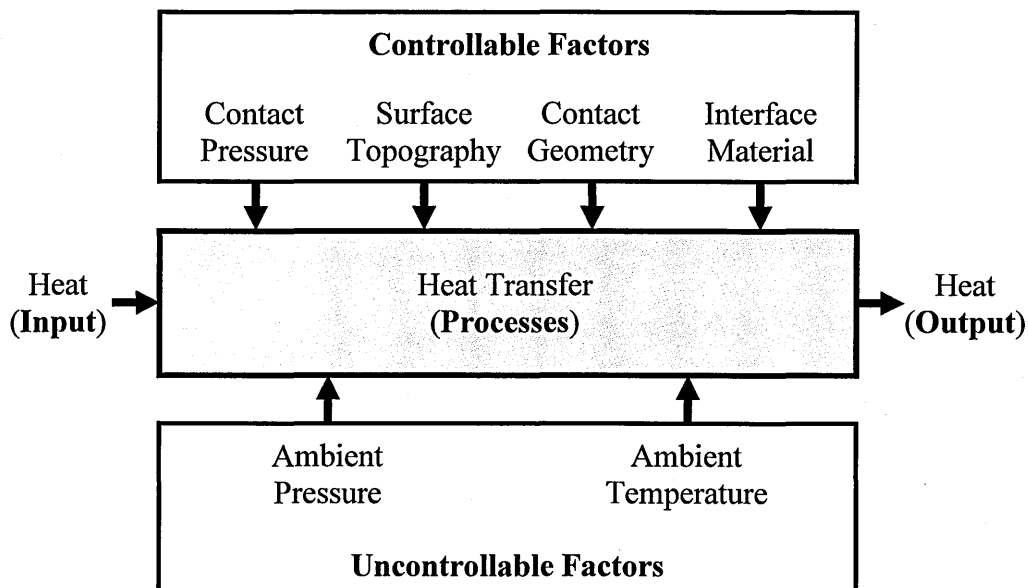 Controllable Factors
Contact Surface Contact Interface
Pressure Topography Geometry Material
Heat Heat Transfer Heat
(Input) (Processes) (Output)
Ambient Ambient
Pressure Temperature
Uncontrollable Factors